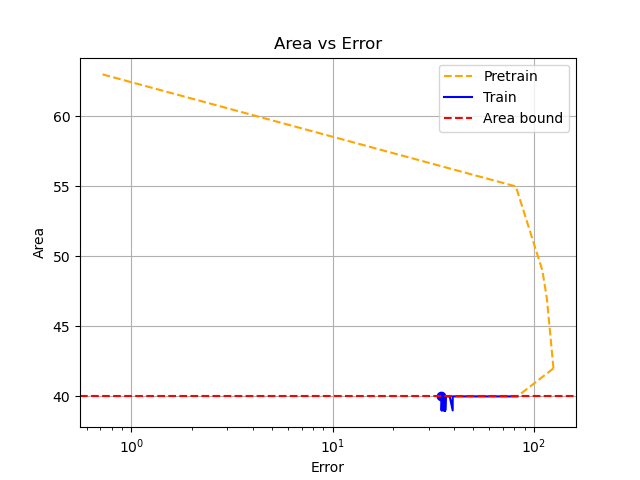 Area vs Error
Pretrain
Train
Area bound
60
55
50
45
40
Area
10⁰
10¹
10²
Error